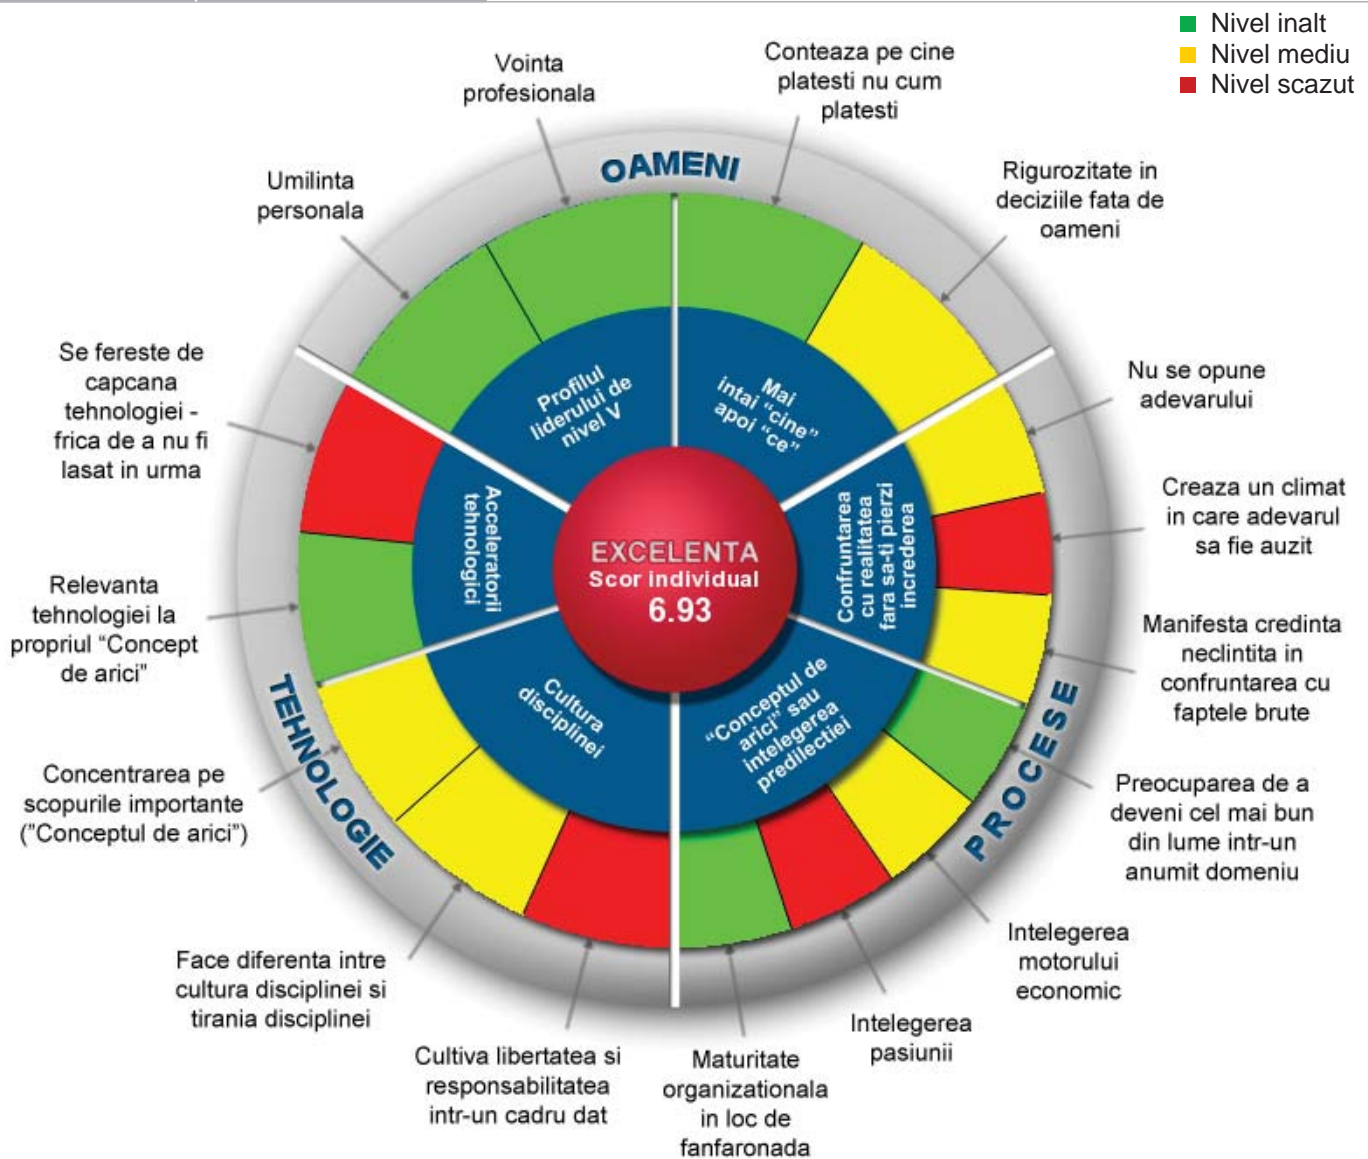 Nivel inalt
Nivel mediu
Nivel scazut
Vointa
profesionala
Conteaza pe cine
platesti nu cum
platesti
Umilinta
personala
Rigurozitate in
deciziile fata de
oameni
OAMENI
Se fereste de
capcana
tehnologiei -
frica de a nu fi
lasat in urma
Nu se opune
adevarului
Profilul
liderului de
nivel V
Mai
intai “cine”
apoi “ce”
Creaza un climat
in care adevarul
sa fie auzit
Acceleratorii
tehnologici
EXCELENTA
Scor individual
6.93
Confruntarea
cu realitatea
fara sa-ti pierzi
increderea
Relevanta
tehnologiei la
propriul “Concept
de arici”
Manifesta credinta
neclintita in
confruntarea cu
faptele brute
Cultura
disciplinei
“Conceptul de
arici” sau
intelegerea
predilectiei
TEHNOLOGIE
PROCESE
Concentrarea pe
scopurile importante
("Conceptul de arici”)
Preocuparea de a
deveni cel mai bun
din lume intr-un
anumit domeniu
Face diferenta intre
cultura disciplinei si
tirania disciplinei
Intelegerea
motorului
economic
Cultiva libertatea si
responsabilitatea
intr-un cadru dat
Maturitate
organizationala
in loc de
fanfaronada
Intelegerea
pasiunii